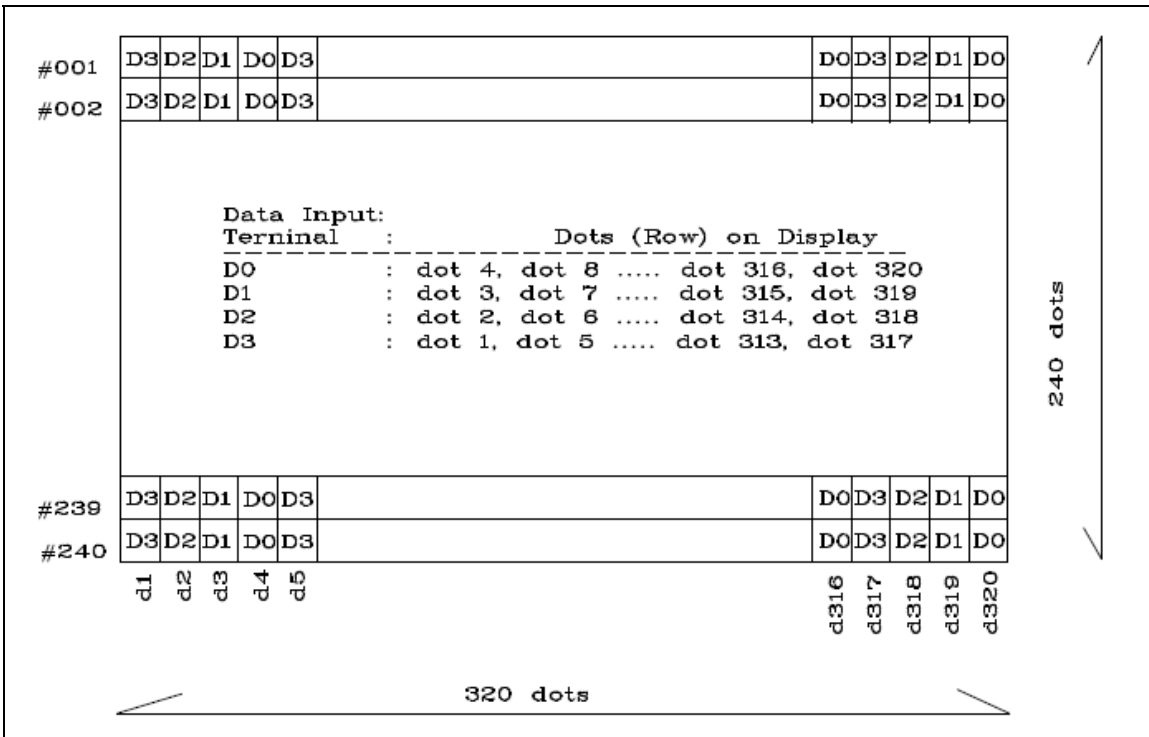 #001 D3 D2 D1 D0 D3 D0 D3 D2 D1 D0
#002 D3 D2 D1 D0 D3 D0 D3 D2 D1 D0
Data Input:
Terninal : Dots (Row) on Display
D0 : dot 4, dot 8 ..... dot 316, dot 320
D1 : dot 3, dot 7 ..... dot 315, dot 319
D2 : dot 2, dot 6 ..... dot 314, dot 318
D3 : dot 1, dot 5 ..... dot 313, dot 317
240 dots
#239 D3 D2 D1 D0 D3 D0 D3 D2 D1 D0
#240 D3 D2 D1 D0 D3 D0 D3 D2 D1 D0
d1 d2 d3 d4 d5 d316 d317 d318 d319 d320
320 dots